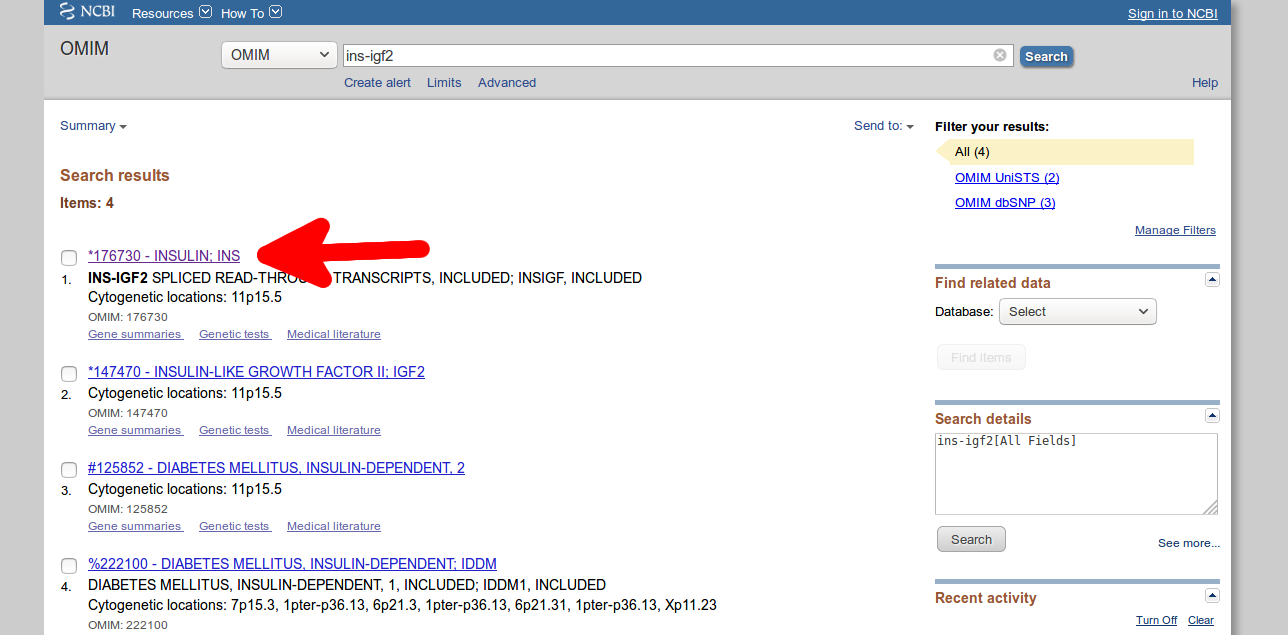 NCBI Resources How To Sign in to NCBI
OMIM OMIM ins-igf2 Search
Create alert Limits Advanced Help
Summary Send to:
Search results
Items: 4
*176730 - INSULIN; INS
1. INS-IGF2 SPLICED TRANSCRIPTS, INCLUDED; INSIGF, INCLUDED
Cytogenetic locations: 11p15.5
OMIM: 176730
Gene summaries Genetic tests Medical literature
*147470 - INSULIN-LIKE GROWTH FACTOR II; IGF2
2. Cytogenetic locations: 11p15.5
OMIM: 147470
Gene summaries Genetic tests Medical literature
#125852 - DIABETES MELLITUS, INSULIN-DEPENDENT, 2
3. Cytogenetic locations: 11p15.5
OMIM: 125852
Gene summaries Genetic tests Medical literature
%222100 - DIABETES MELLITUS, INSULIN-DEPENDENT; IDDM
4. DIABETES MELLITUS, INSULIN-DEPENDENT, 1, INCLUDED; IDDM1, INCLUDED
Cytogenetic locations: 7p15.3, 1pter-p36.13, 6p21.3, 1pter-p36.13, 6p21.31, 1pter-p36.13, Xp11.23
OMIM: 222100
Filter your results:
All (4)
OMIM UniSTS (2)
OMIM dbSNP (3)
Manage Filters
Find related data
Database: Select
Find items
Search details
ins-igf2[All Fields]
Search See more...
Recent activity
Turn Off Clear